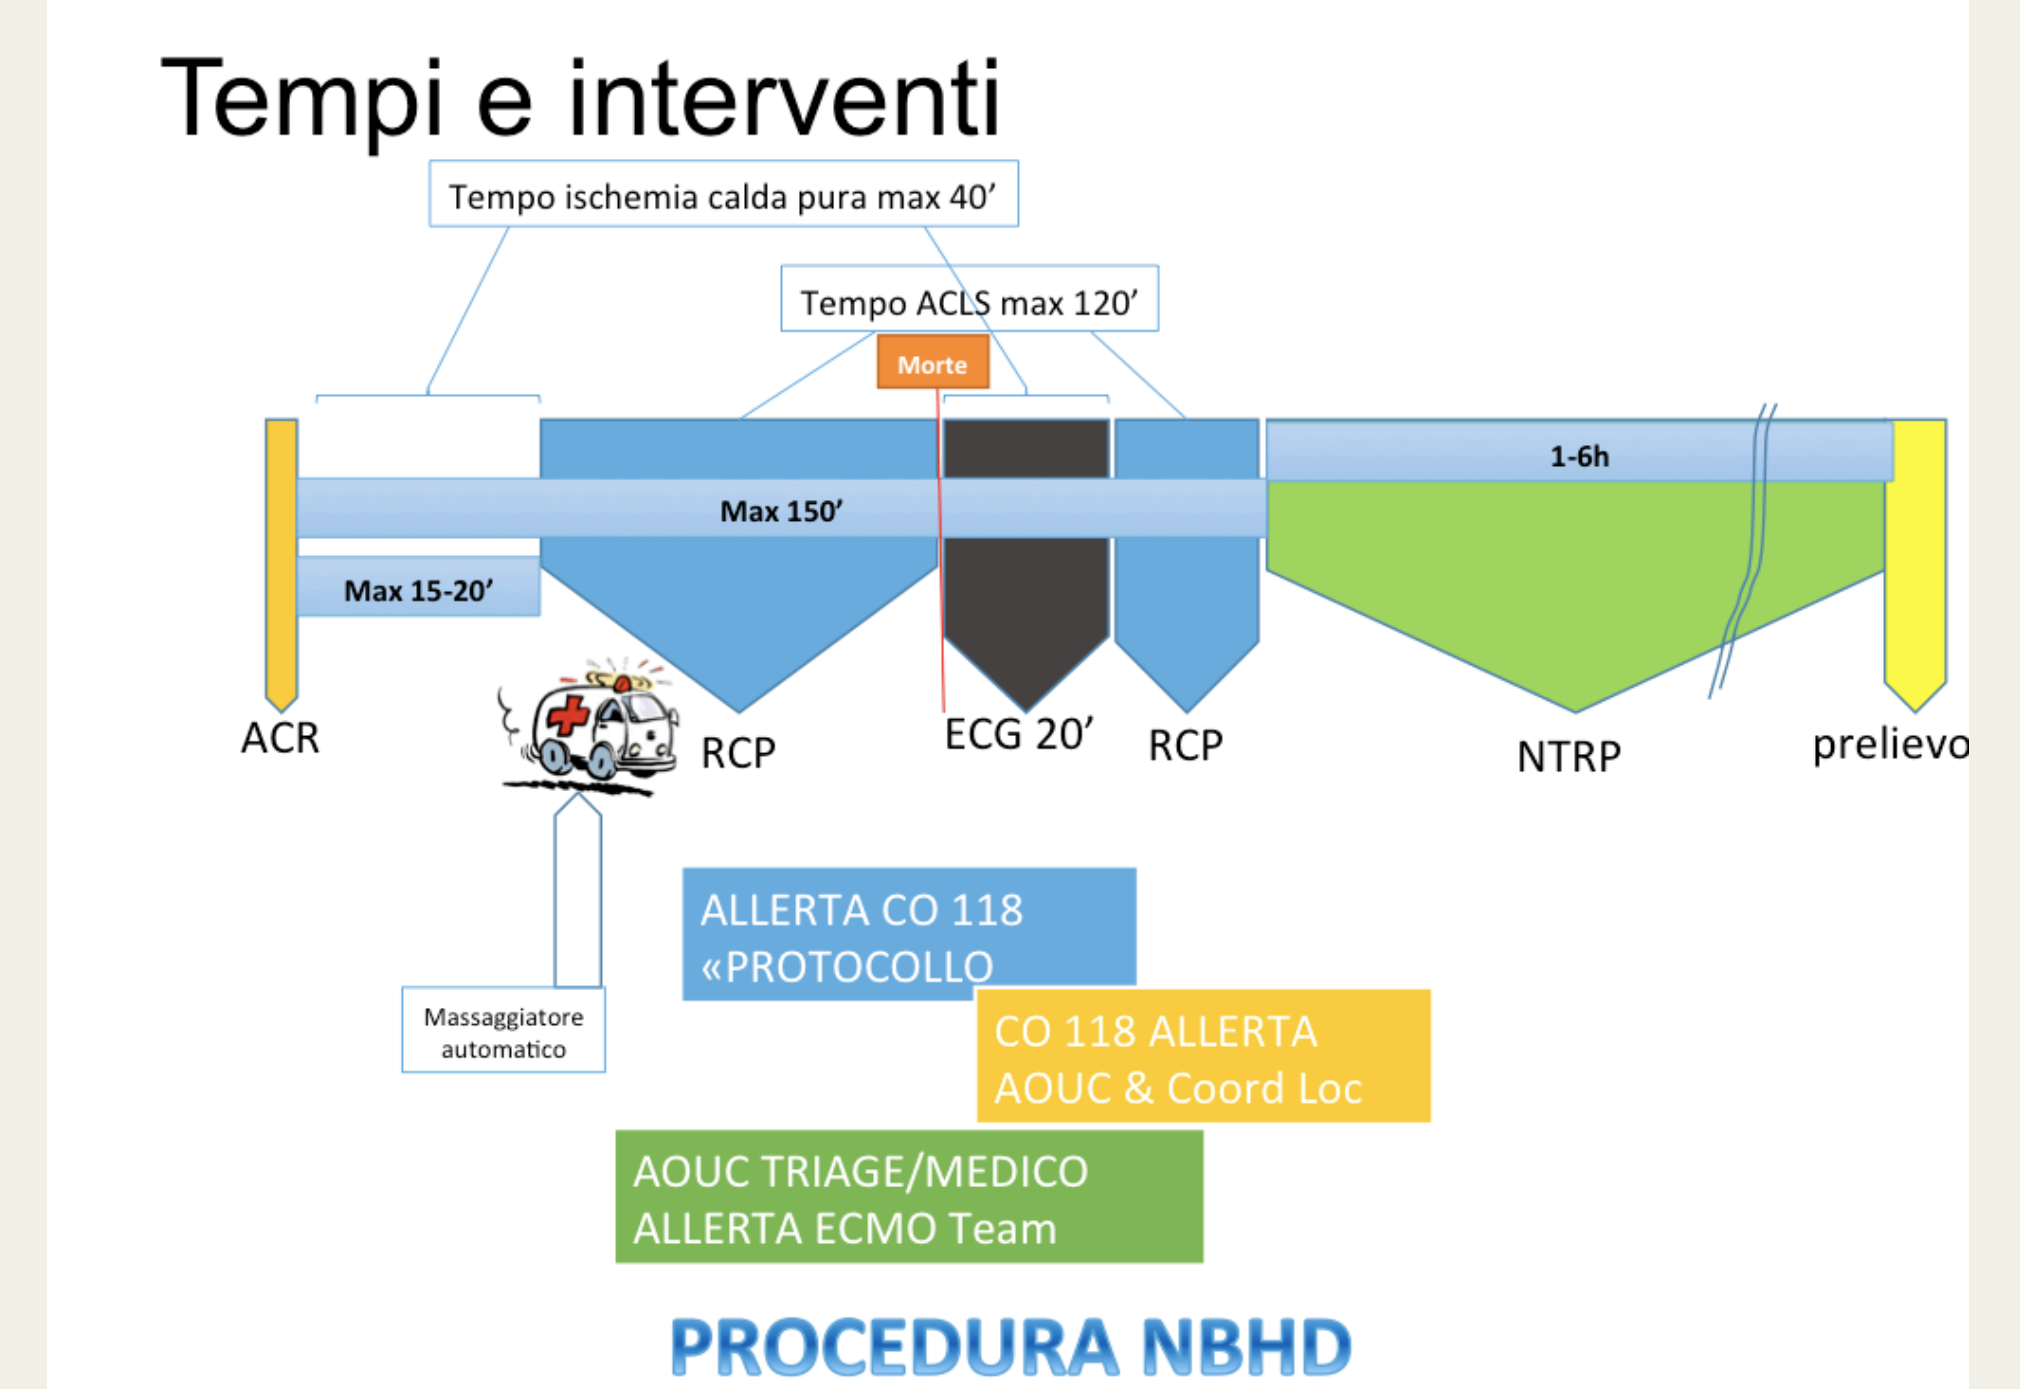 Tempi e interventi
Tempo ischemia calda pura max 40’
Tempo ACLS max 120’
Morte
1-6h
Max 150’
Max 15-20’
ACR
RCP
ECG 20’
RCP
NTRP
prelievo
Massaggiatore
automatico
ALLERTA CO 118
«PROTOCOLLO
CO 118 ALLERTA
AOUC & Coord Loc
AOUC TRIAGE/MEDICO
ALLERTA ECMO Team
PROCEDURA NBHD